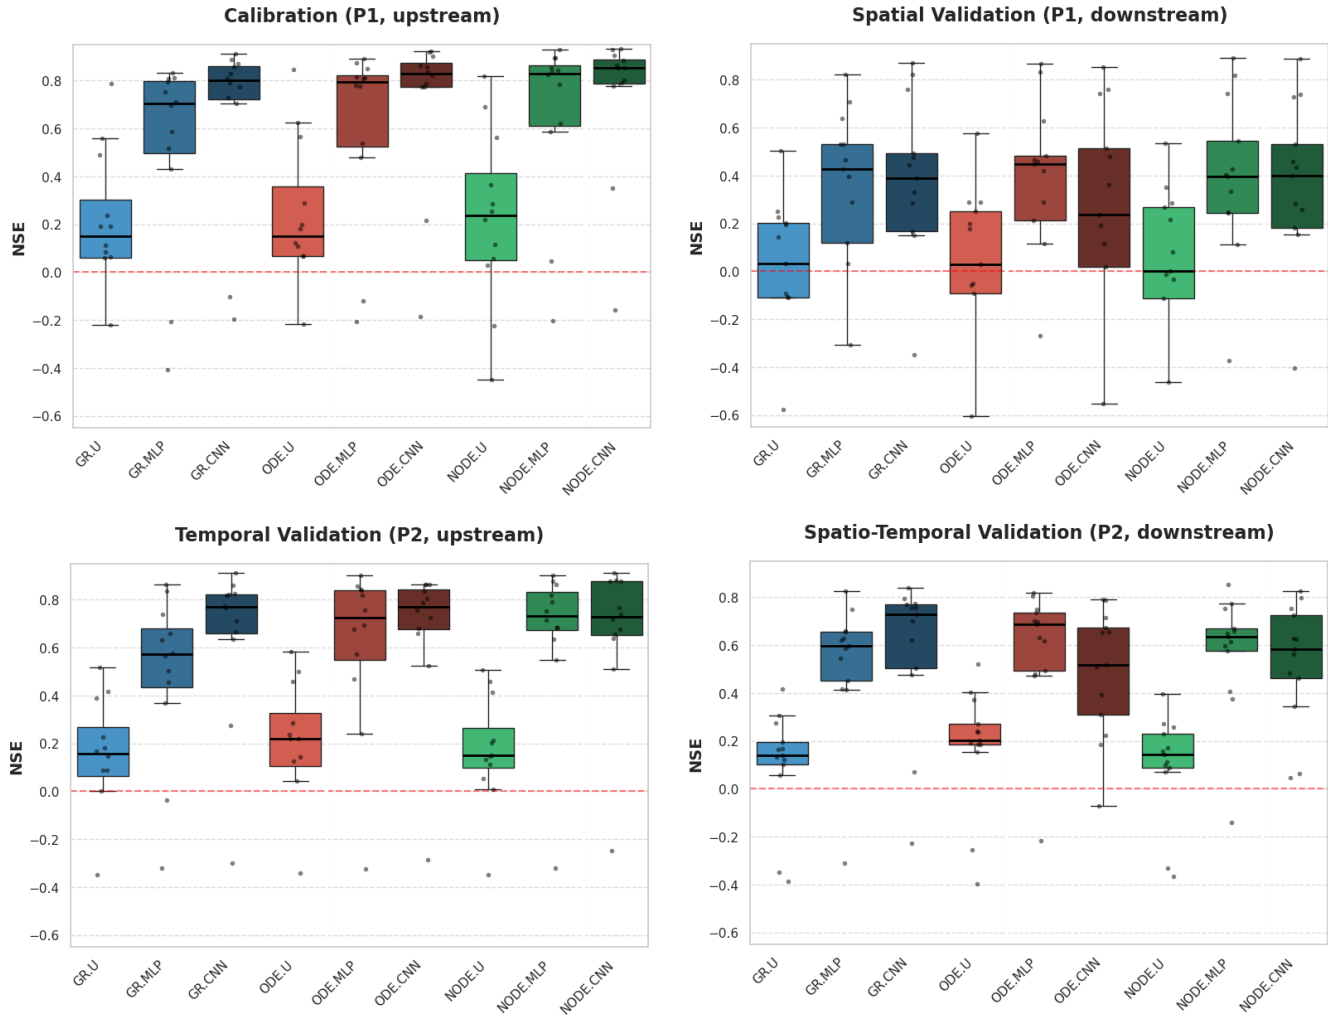 Calibration (P1, upstream)
NSE
0.8
0.6
0.4
0.2
0.0
−0.2
−0.4
−0.6
GR.U
GR.MLP
GR.CNN
ODE.U
ODE.MLP
ODE.CNN
NODE.U
NODE.MLP
NODE.CNN
Spatial Validation (P1, downstream)
NSE
0.8
0.6
0.4
0.2
0.0
−0.2
−0.4
−0.6
GR.U
GR.MLP
GR.CNN
ODE.U
ODE.MLP
ODE.CNN
NODE.U
NODE.MLP
NODE.CNN
Temporal Validation (P2, upstream)
NSE
0.8
0.6
0.4
0.2
0.0
−0.2
−0.4
−0.6
GR.U
GR.MLP
GR.CNN
ODE.U
ODE.MLP
ODE.CNN
NODE.U
NODE.MLP
NODE.CNN
Spatio-Temporal Validation (P2, downstream)
NSE
0.8
0.6
0.4
0.2
0.0
−0.2
−0.4
−0.6
GR.U
GR.MLP
GR.CNN
ODE.U
ODE.MLP
ODE.CNN
NODE.U
NODE.MLP
NODE.CNN